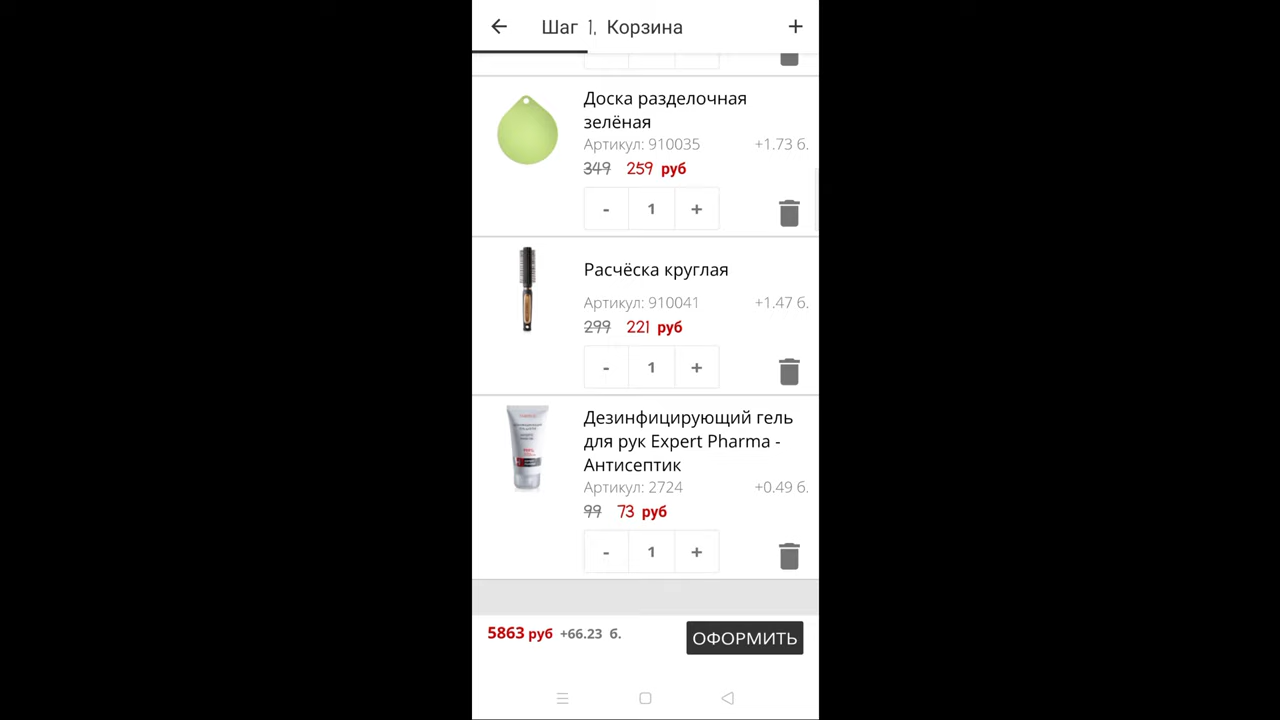 Шаг 1, Корзина
+
Доска разделочная
зелёная
Артикул: 910035 +1.73 б.
349 259 руб
- 1 +
Расчёска круглая
Артикул: 910041 +1.47 б.
299 221 руб
- 1 +
Дезинфицирующий гель
для рук Expert Pharma -
Антисептик
Артикул: 2724 +0.49 б.
99 73 руб
- 1 +
5863 руб +66.23 б. ОФОРМИТЬ